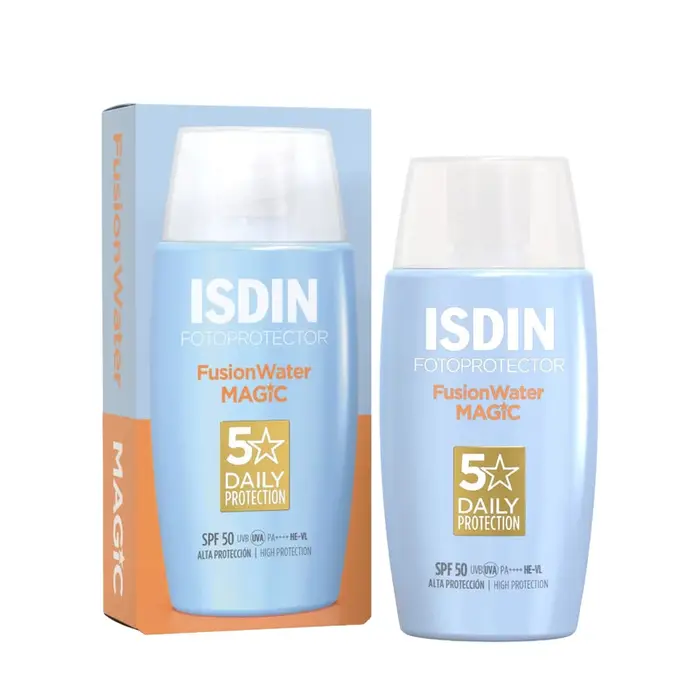 FusionWater MAGIC
ISDIN
FOTOPROTECTOR
FusionWater
MAGIC
5☆
DAILY
PROTECTION
SPF 50 UVB UVA PA++++ HE-VL
ALTA PROTECCIÓN | HIGH PROTECTION
ISDIN
FOTOPROTECTOR
FusionWater
MAGIC
5☆
DAILY
PROTECTION
SPF 50 UVB UVA PA++++ HE-VL
ALTA PROTECCIÓN | HIGH PROTECTION